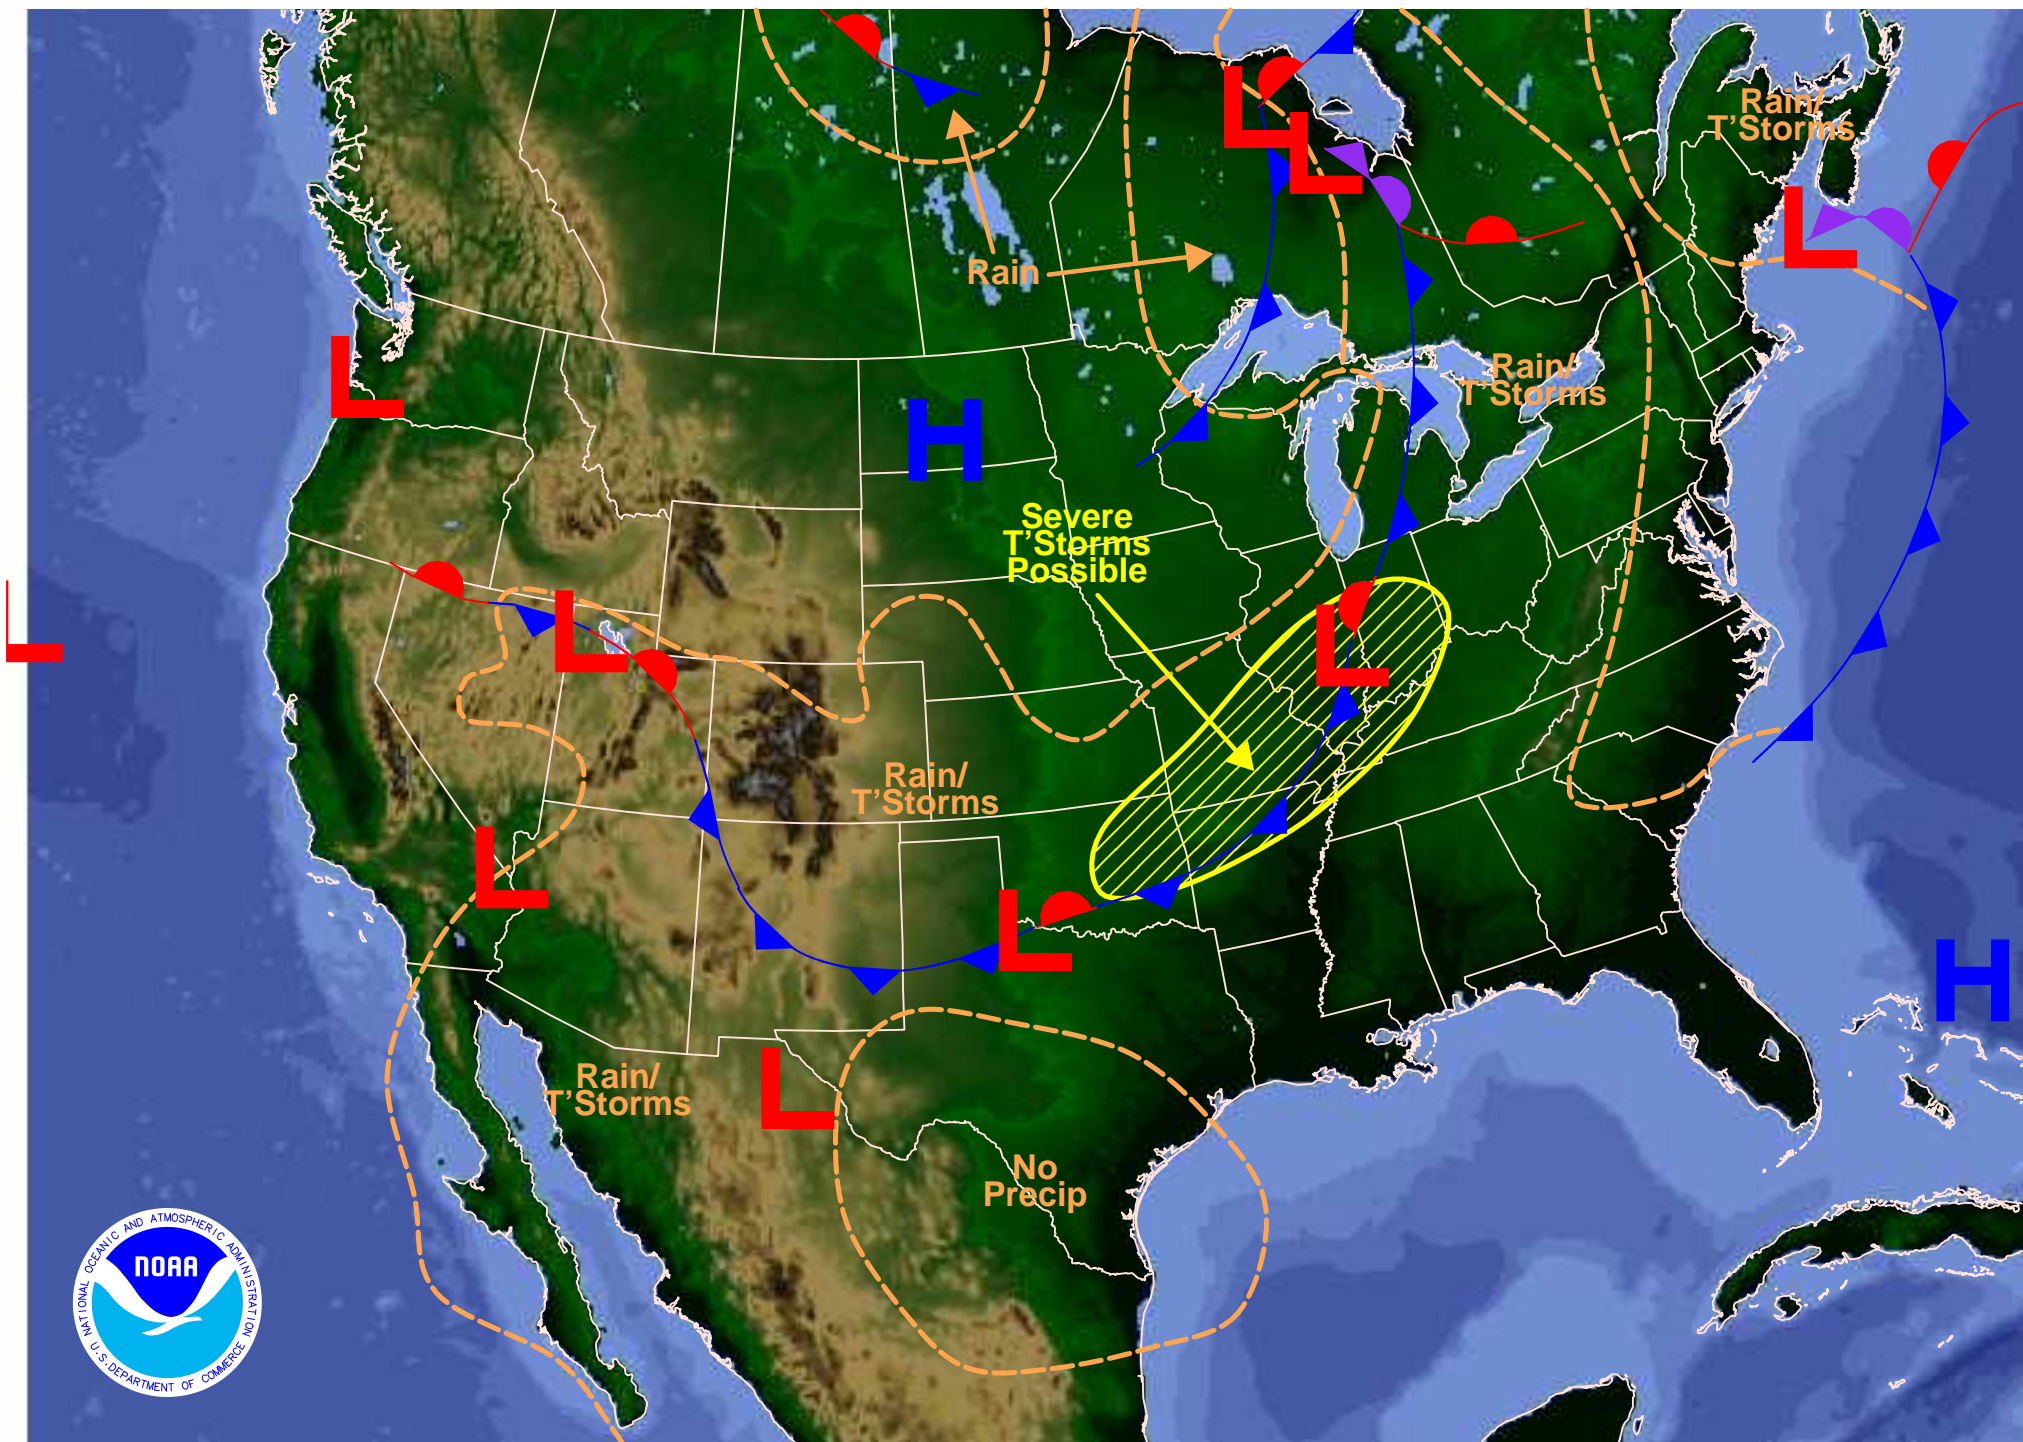 Rain/
T'Storms
Rain
L
L
L
L
Rain/
T'Storms
H
Severe
T'Storms
Possible
L
L
L
Rain/
T'Storms
L
L
H
L
Rain/
T'Storms
No
Precip
NATIONAL OCEANIC AND ATMOSPHERIC ADMINISTRATION
NOAA
U.S. DEPARTMENT OF COMMERCE